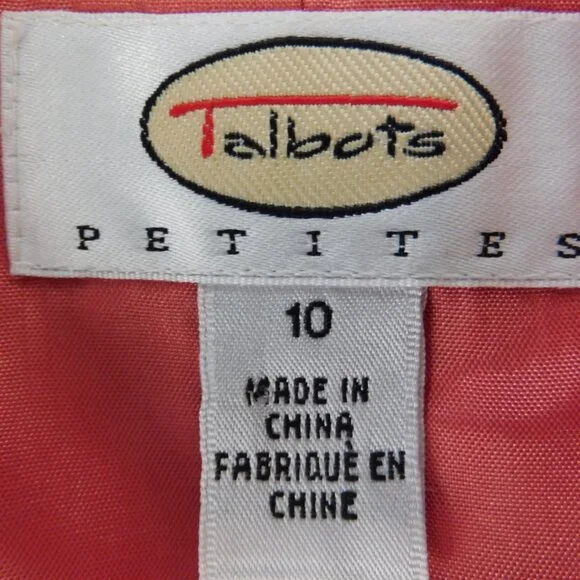 Talbots
PETITES
10
MADE IN
CHINA
FABRIQUÉ EN
CHINE